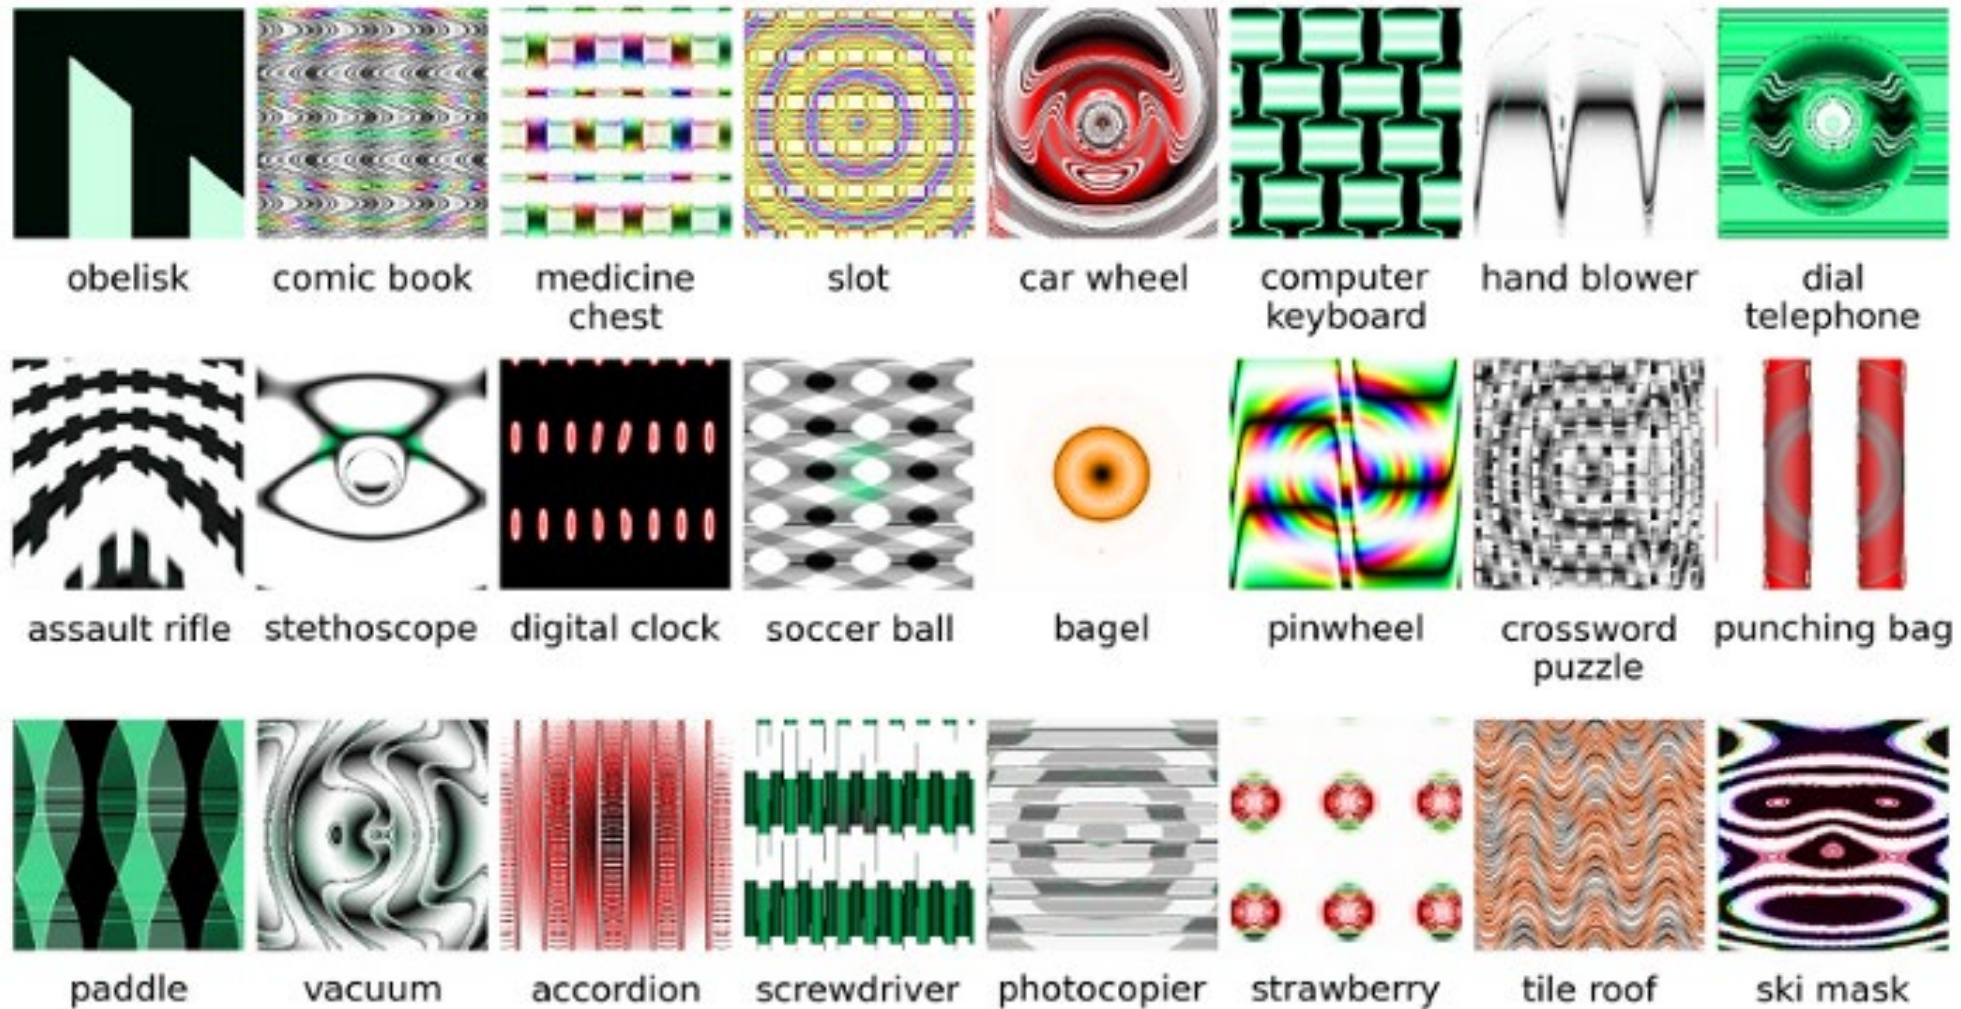 obelisk
comic book
medicine
chest
slot
car wheel
computer
keyboard
hand blower
dial
telephone
assault rifle
stethoscope
digital clock
soccer ball
bagel
pinwheel
crossword
puzzle
punching bag
paddle
vacuum
accordion
screwdriver
photocopier
strawberry
tile roof
ski mask